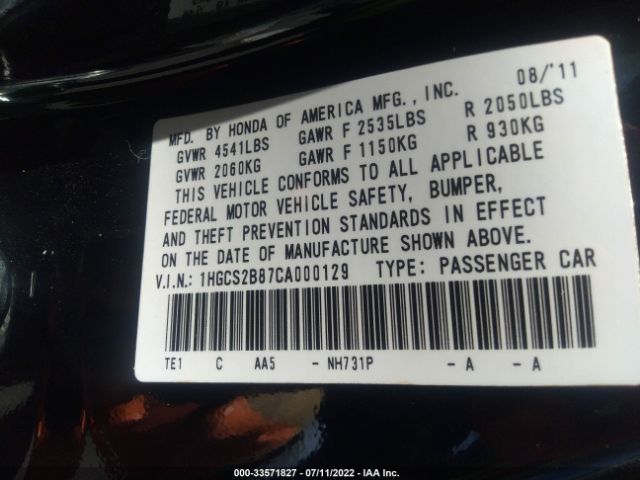 MFD. BY HONDA OF AMERICA MFG., INC. 08/'11
GVWR 4541LBS GAWR F 2535LBS R 2050LBS
GVWR 2060KG GAWR F 1150KG R 930KG
THIS VEHICLE CONFORMS TO ALL APPLICABLE
FEDERAL MOTOR VEHICLE SAFETY, BUMPER,
AND THEFT PREVENTION STANDARDS IN EFFECT
ON THE DATE OF MANUFACTURE SHOWN ABOVE.
V.I.N.: 1HGCS2B87CA000129 TYPE: PASSENGER CAR
TE1 C AA5 - NH731P - A - A
000-33571827 - 07/11/2022 - IAA Inc.